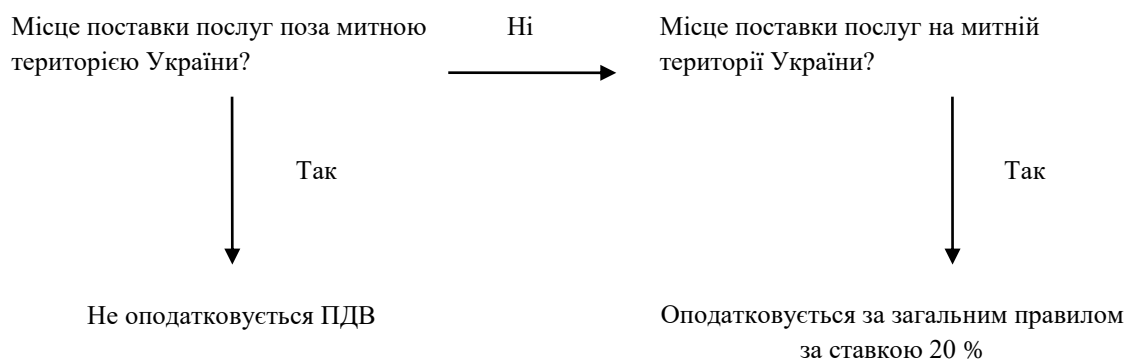 Місце поставки послуг поза митною
територією України?
Ні
Місце поставки послуг на митній
території України?
Так
Так
Не оподатковується ПДВ
Оподатковується за загальним правилом
за ставкою 20 %